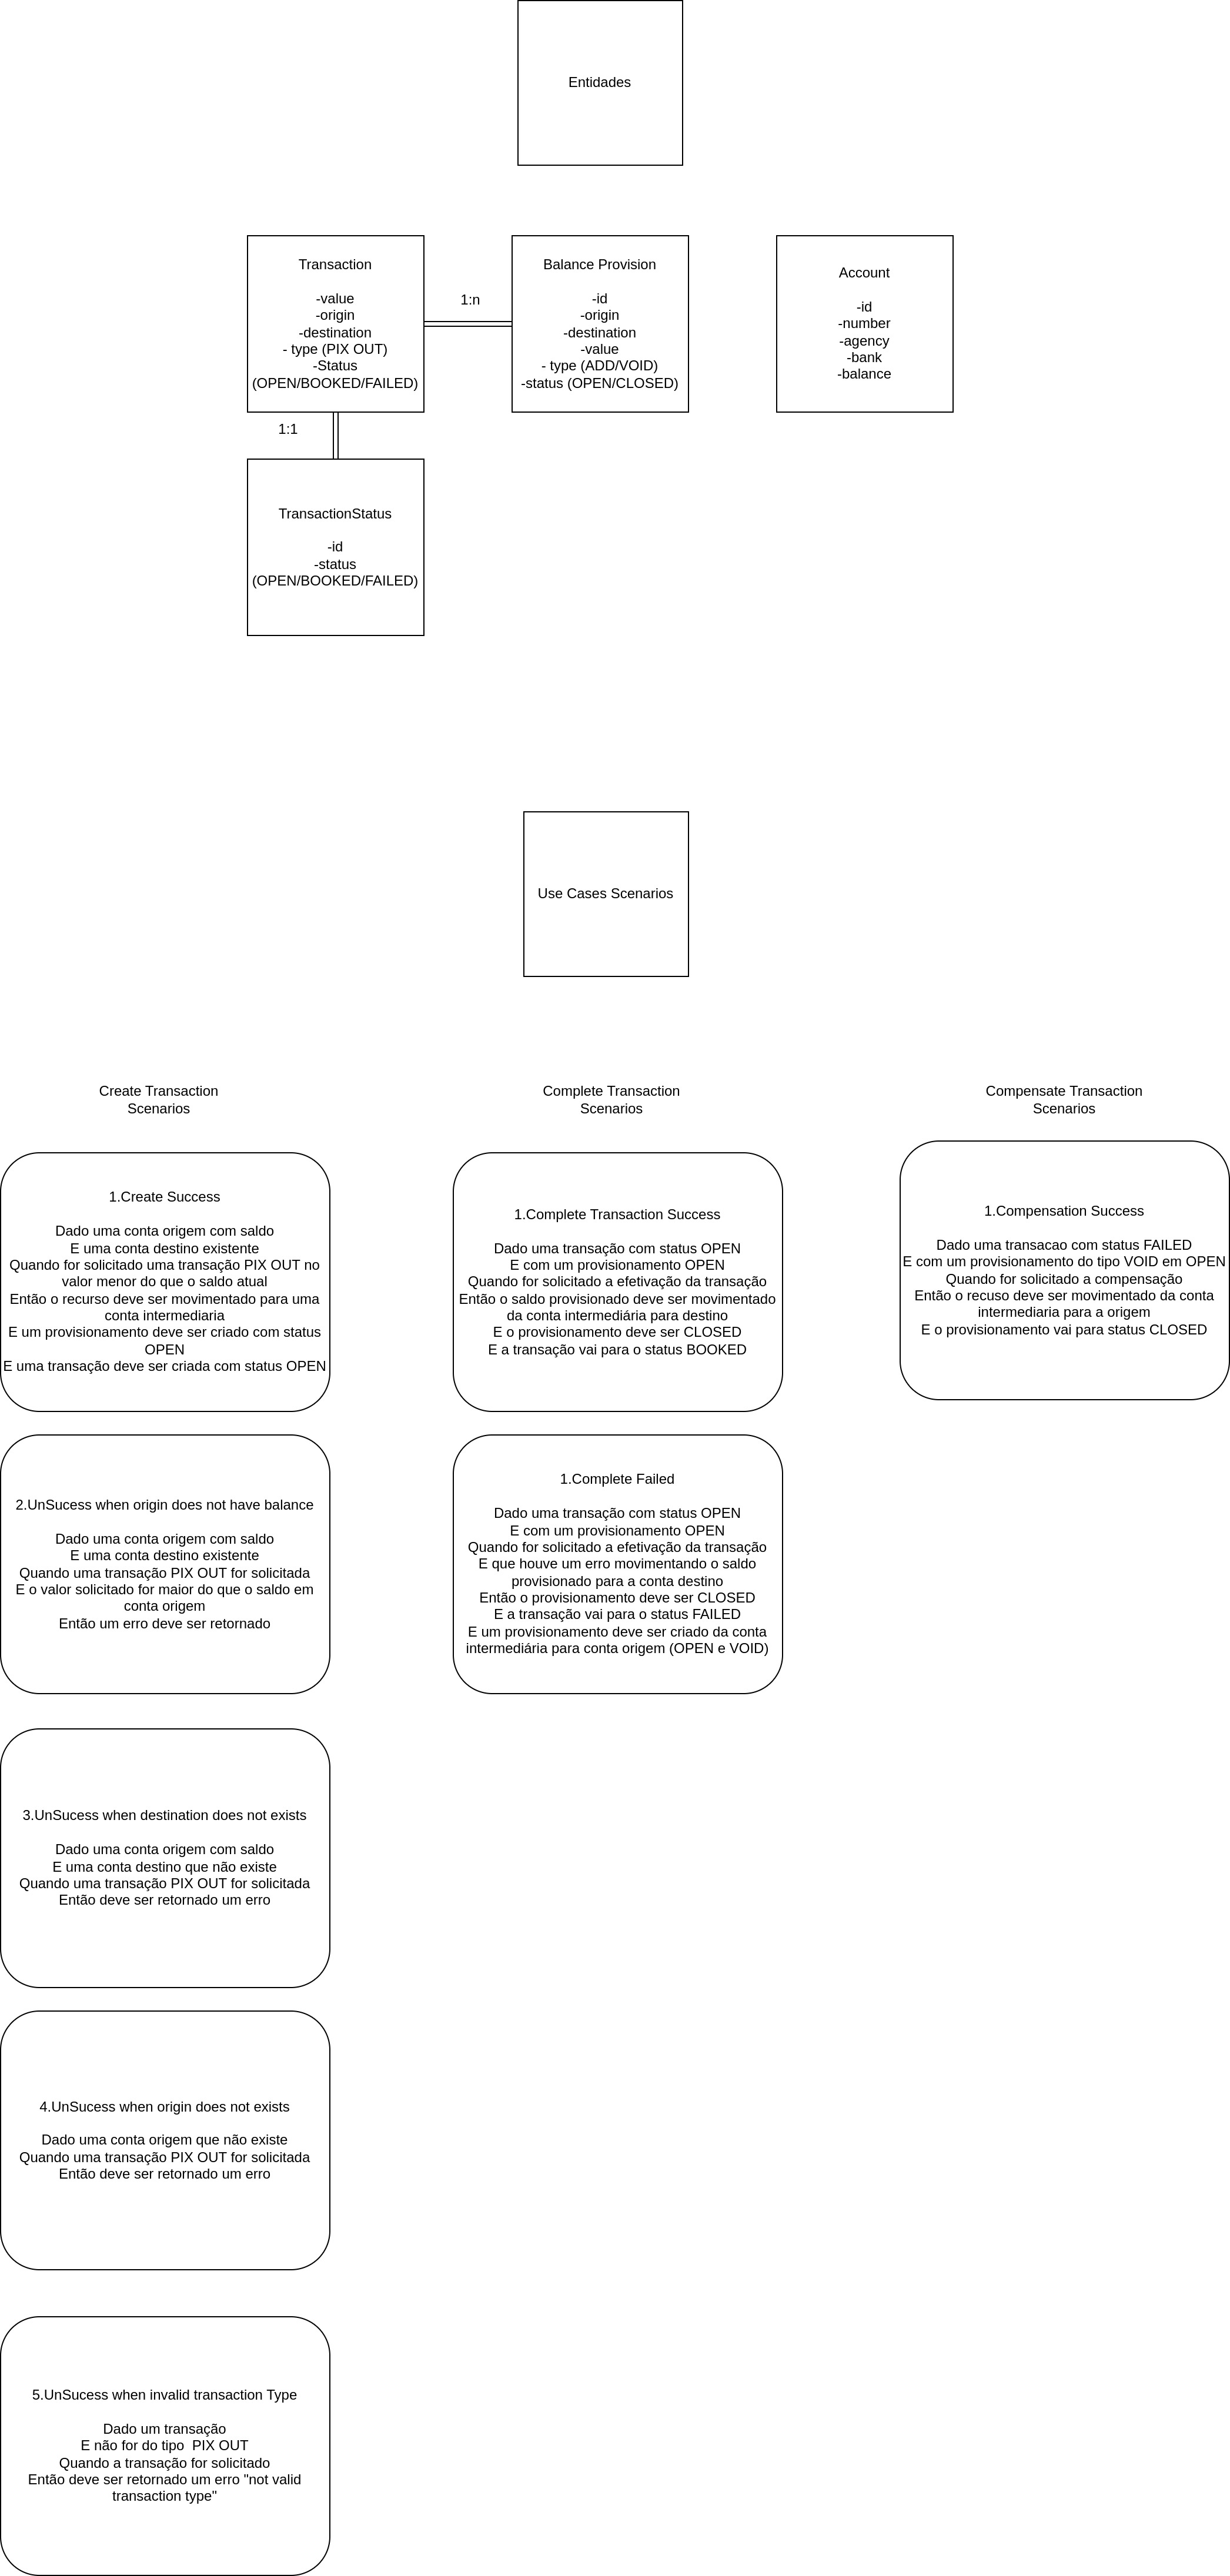 Entidades
Transaction
-value
-origin
-destination
- type (PIX OUT)
-Status
(OPEN/BOOKED/FAILED)
1:n
Balance Provision
-id
-origin
-destination
-value
- type (ADD/VOID)
-status (OPEN/CLOSED)
Account
-id
-number
-agency
-bank
-balance
1:1
TransactionStatus
-id
-status
(OPEN/BOOKED/FAILED)
Use Cases Scenarios
Create Transaction
Scenarios
1.Create Success
Dado uma conta origem com saldo
E uma conta destino existente
Quando for solicitado uma transação PIX OUT no
valor menor do que o saldo atual
Então o recurso deve ser movimentado para uma
conta intermediaria
E um provisionamento deve ser criado com status
OPEN
E uma transação deve ser criada com status OPEN
2.UnSucess when origin does not have balance
Dado uma conta origem com saldo
E uma conta destino existente
Quando uma transação PIX OUT for solicitada
E o valor solicitado for maior do que o saldo em
conta origem
Então um erro deve ser retornado
3.UnSucess when destination does not exists
Dado uma conta origem com saldo
E uma conta destino que não existe
Quando uma transação PIX OUT for solicitada
Então deve ser retornado um erro
4.UnSucess when origin does not exists
Dado uma conta origem que não existe
Quando uma transação PIX OUT for solicitada
Então deve ser retornado um erro
5.UnSucess when invalid transaction Type
Dado um transação
E não for do tipo  PIX OUT
Quando a transação for solicitado
Então deve ser retornado um erro "not valid
transaction type"
Complete Transaction
Scenarios
1.Complete Transaction Success
Dado uma transação com status OPEN
E com um provisionamento OPEN
Quando for solicitado a efetivação da transação
Então o saldo provisionado deve ser movimentado
da conta intermediária para destino
E o provisionamento deve ser CLOSED
E a transação vai para o status BOOKED
1.Complete Failed
Dado uma transação com status OPEN
E com um provisionamento OPEN
Quando for solicitado a efetivação da transação
E que houve um erro movimentando o saldo
provisionado para a conta destino
Então o provisionamento deve ser CLOSED
E a transação vai para o status FAILED
E um provisionamento deve ser criado da conta
intermediária para conta origem (OPEN e VOID)
Compensate Transaction
Scenarios
1.Compensation Success
Dado uma transacao com status FAILED
E com um provisionamento do tipo VOID em OPEN
Quando for solicitado a compensação
Então o recuso deve ser movimentado da conta
intermediaria para a origem
E o provisionamento vai para status CLOSED